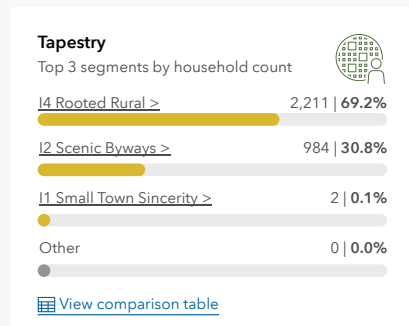 Tapestry
Top 3 segments by household count
I4 Rooted Rural > 2,211 | 69.2%
I2 Scenic Byways > 984 | 30.8%
I1 Small Town Sincerity > 2 | 0.1%
Other 0 | 0.0%
View comparison table